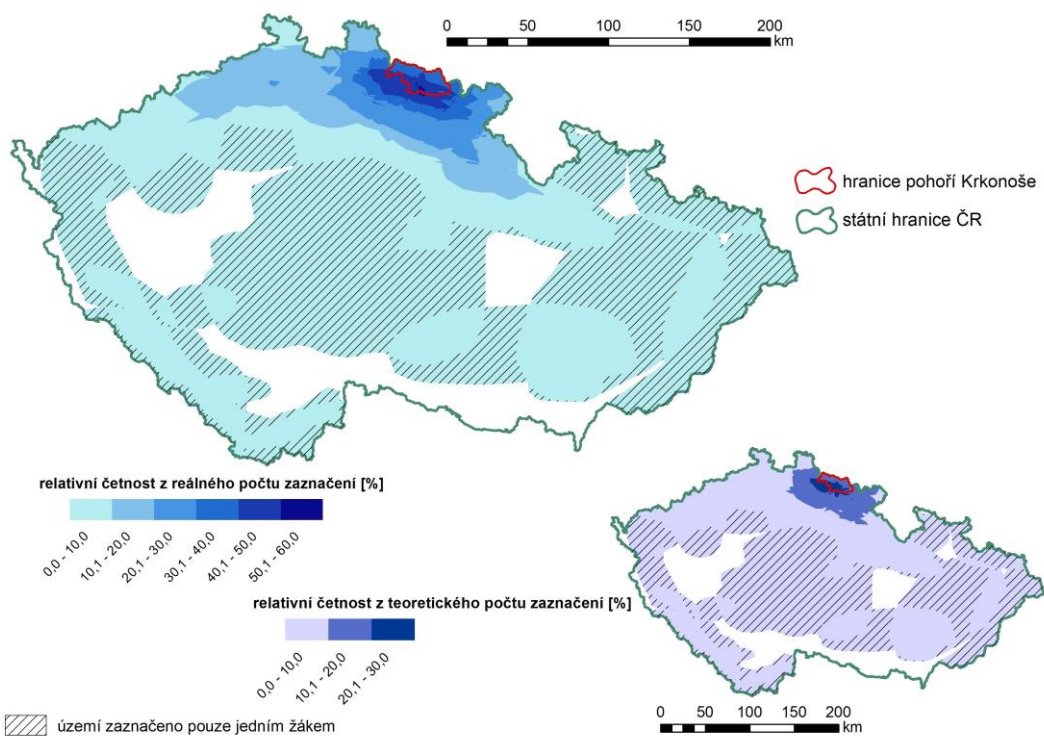 0 50 100 150 200
km
hranice pohoří Krkonoše
státní hranice ČR
relativní četnost z reálného počtu zaznačení [%]
0,0 - 10,0
10,1 - 20,0
20,1 - 30,0
30,1 - 40,0
40,1 - 50,0
50,1 - 60,0
relativní četnost z teoretického počtu zaznačení [%]
0,0 - 10,0
10,1 - 20,0
20,1 - 30,0
území zaznačeno pouze jedním žákem
0 50 100 150 200
km